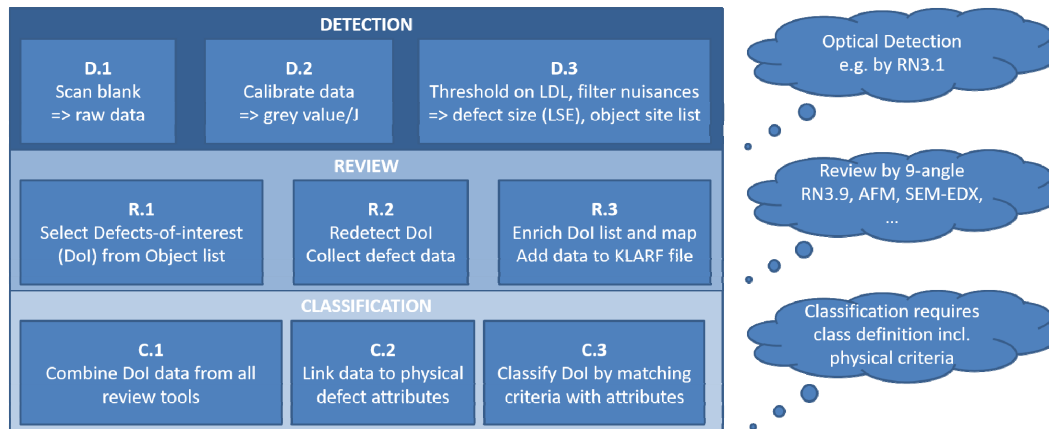 DETECTION
D.1
Scan blank
=> raw data
D.2
Calibrate data
=> grey value/J
D.3
Threshold on LDL, filter nuisances
=> defect size (LSE), object site list
Optical Detection
e.g. by RN3.1
REVIEW
R.1
Select Defects-of-interest
(DoI) from Object list
R.2
Redetect DoI
Collect defect data
R.3
Enrich DoI list and map
Add data to KLARF file
Review by 9-angle
RN3.9, AFM, SEM-EDX,
...
CLASSIFICATION
C.1
Combine DoI data from all
review tools
C.2
Link data to physical
defect attributes
C.3
Classify DoI by matching
criteria with attributes
Classification requires
class definition incl.
physical criteria